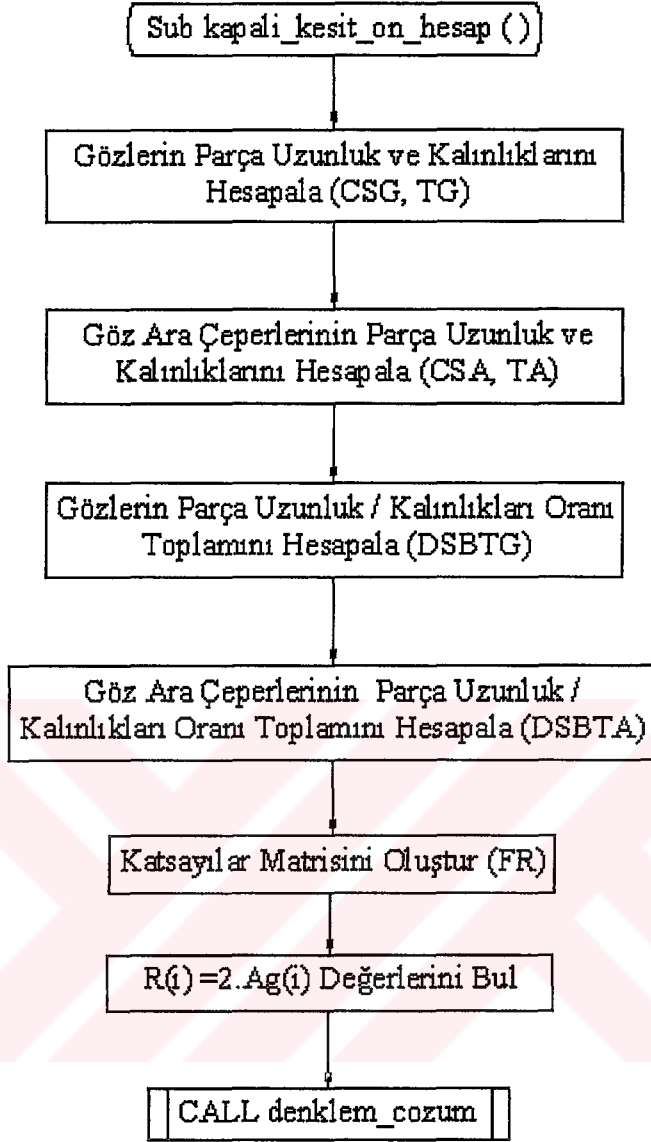 Sub kapali_kesit_on_hesap ()
Gözlerin Parça Uzunluk ve Kalınlıklarını
Hesapala (CSG, TG)
Göz Ara Çeperlerinin Parça Uzunluk ve
Kalınlıklarını Hesapala (CSA, TA)
Gözlerin Parça Uzunluk / Kalınlıkları Oranı
Toplamını Hesapala (DSBTG)
Göz Ara Çeperlerinin Parça Uzunluk /
Kalınlıkları Oranı Toplamını Hesapala (DSBTA)
Katsayılar Matrisini Oluştur (FR)
R(i)=2.Ag(i) Değerlerini Bul
CALL denklem_cozum